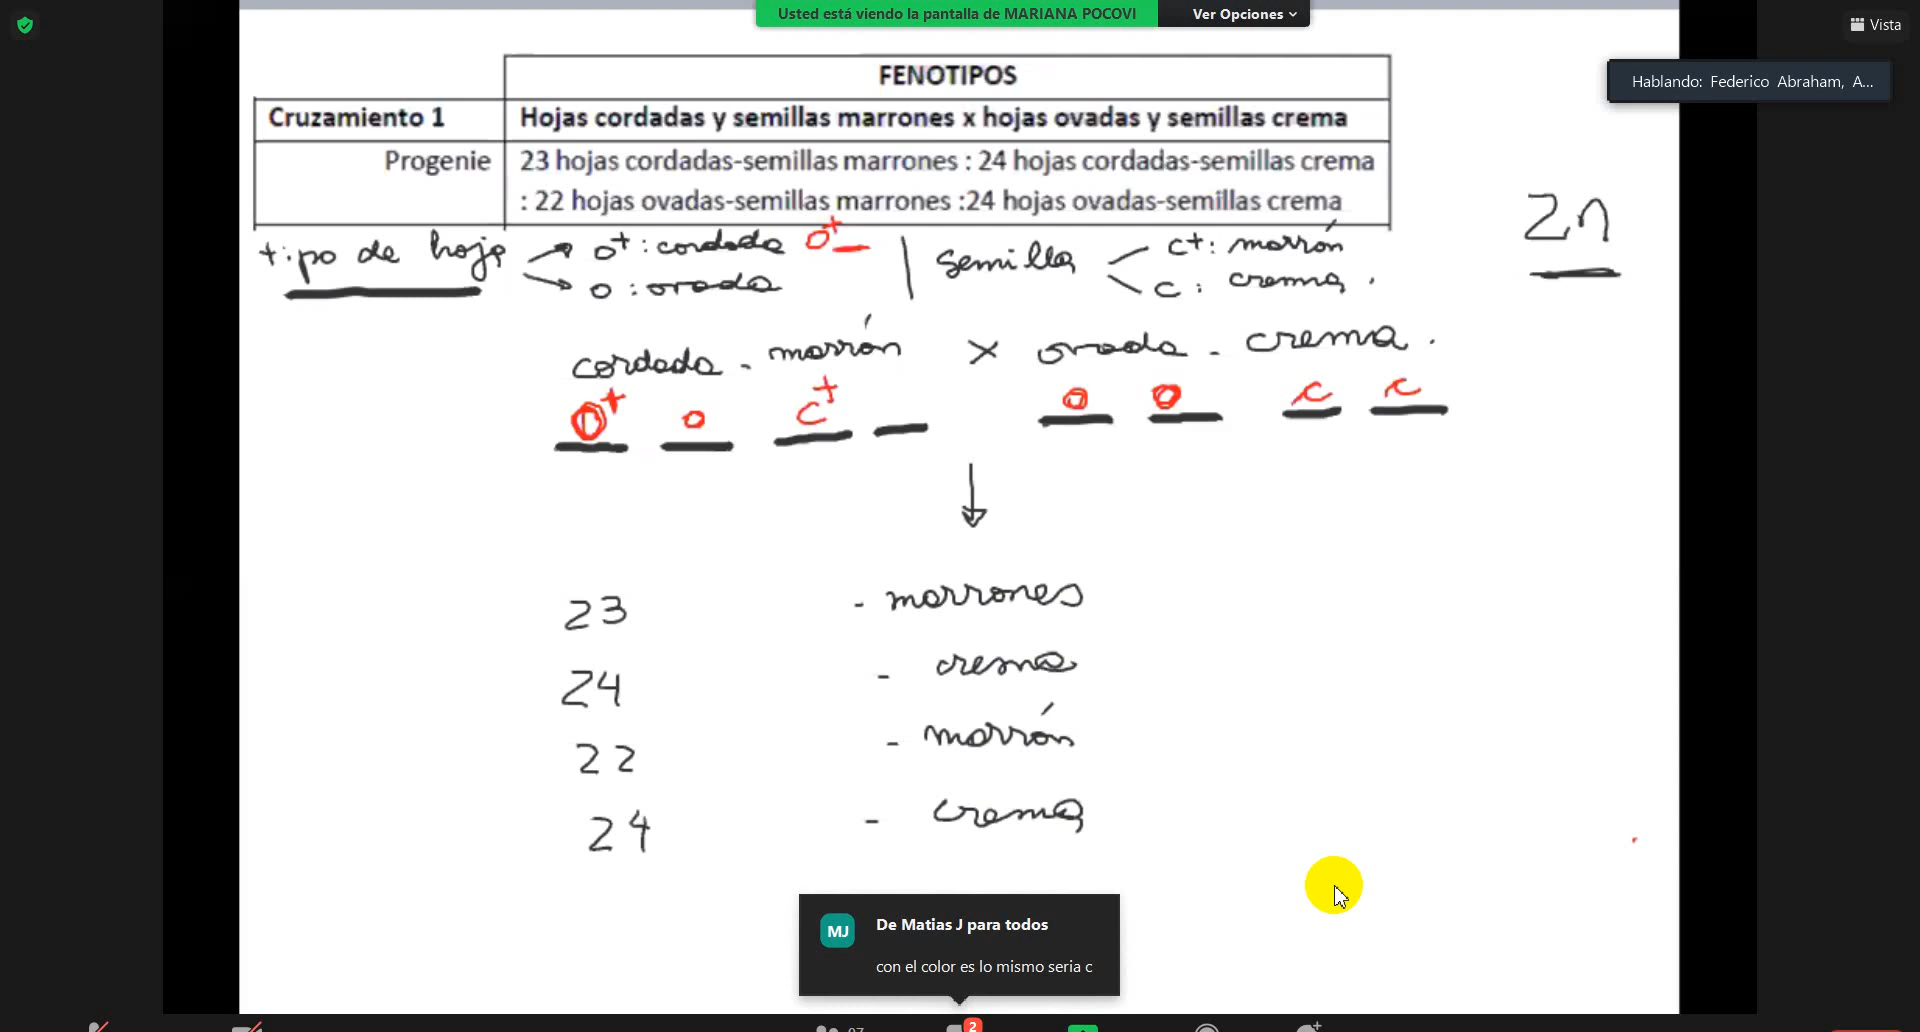 Usted está viendo la pantalla de MARIANA POCOVI Ver Opciones
Vista
Hablando: Federico Abraham, A...
FENOTIPOS
Cruzamiento 1 Hojas cordadas y semillas marrones x hojas ovadas y semillas crema
Progenie 23 hojas cordadas-semillas marrones : 24 hojas cordadas-semillas crema
: 22 hojas ovadas-semillas marrones :24 hojas ovadas-semillas crema
2n
tipo de hoja o+ : cordada o+_ | semilla c+: marrón
o : ovada c : crema.
cordada - marrón x ovada - crema.
o+ o c+ _ o o c c
23 - marrones
24 - crema
22 - marrón
24 - crema
MJ De Matias J para todos
con el color es lo mismo seria c
2